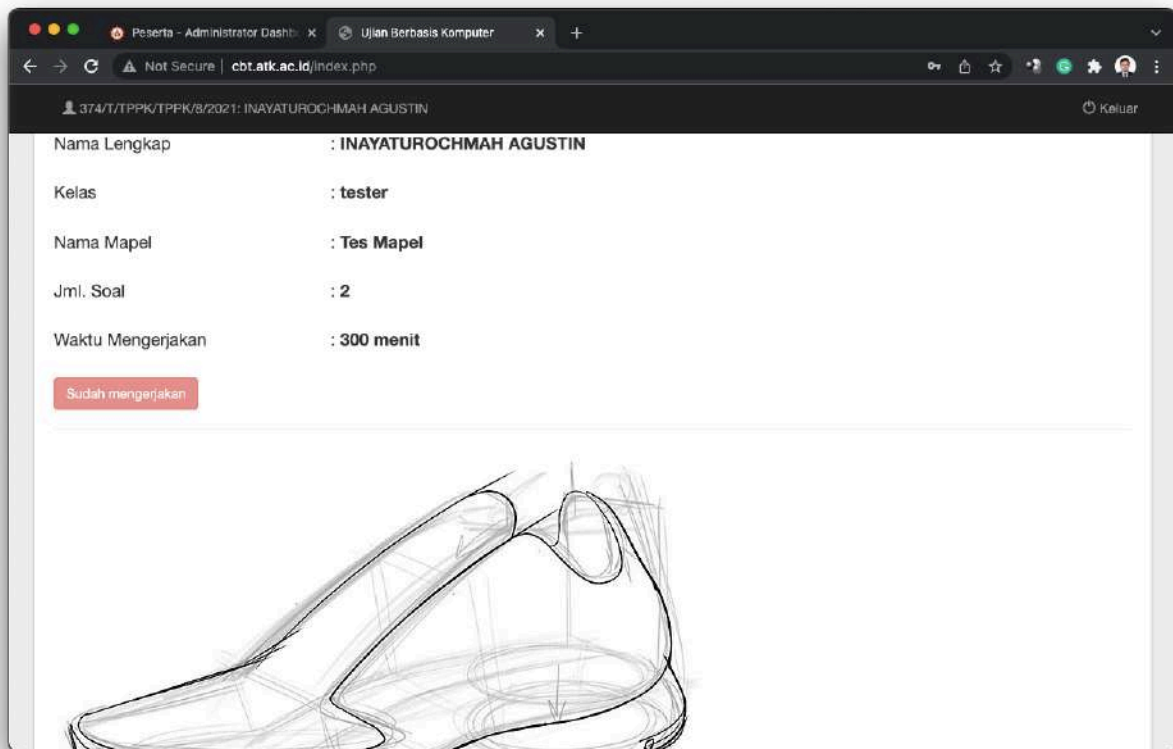 Peserta - Administrator Dashb
Ujian Berbasis Komputer
Not Secure | cbt.atk.ac.id/index.php
374/T/TPPK/TPPK/8/2021: INAYATUROCHMAH AGUSTIN
Keluar
Nama Lengkap : INAYATUROCHMAH AGUSTIN
Kelas : tester
Nama Mapel : Tes Mapel
Jml. Soal : 2
Waktu Mengerjakan : 300 menit
Sudah mengerjakan